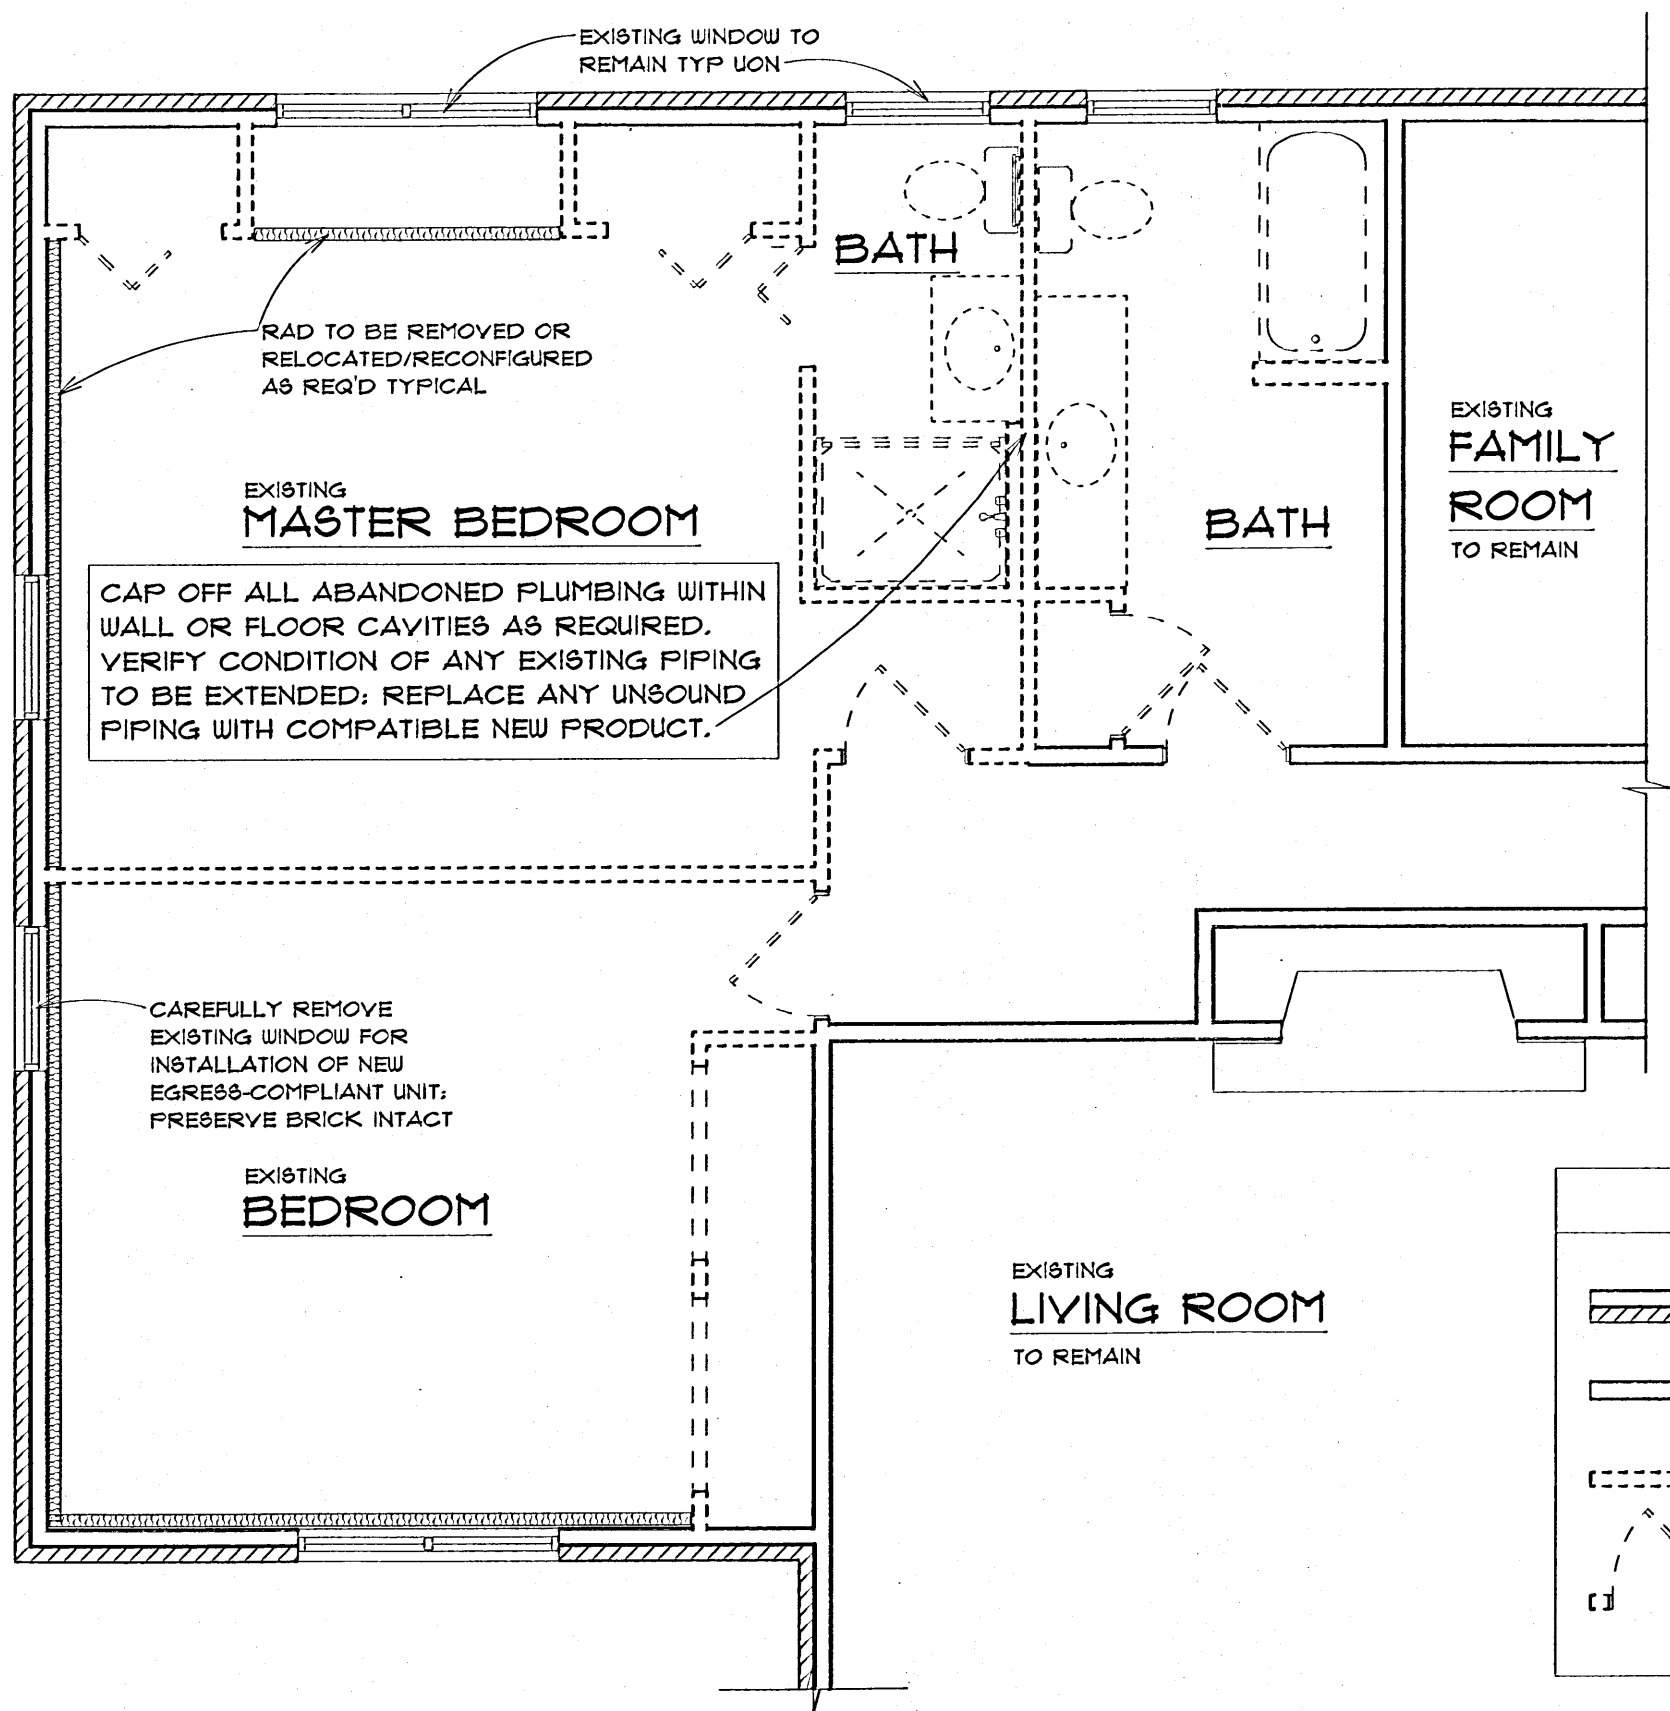 EXISTING WINDOW TO
REMAIN TYP UON
BATH
RAD TO BE REMOVED OR
RELOCATED/RECONFIGURED
AS REQ'D TYPICAL
EXISTING
FAMILY
ROOM
TO REMAIN
EXISTING
MASTER BEDROOM
BATH
CAP OFF ALL ABANDONED PLUMBING WITHIN
WALL OR FLOOR CAVITIES AS REQUIRED.
VERIFY CONDITION OF ANY EXISTING PIPING
TO BE EXTENDED; REPLACE ANY UNSOUND
PIPING WITH COMPATIBLE NEW PRODUCT.
CAREFULLY REMOVE
EXISTING WINDOW FOR
INSTALLATION OF NEW
EGRESS-COMPLIANT UNIT;
PRESERVE BRICK INTACT
EXISTING
BEDROOM
EXISTING
LIVING ROOM
TO REMAIN